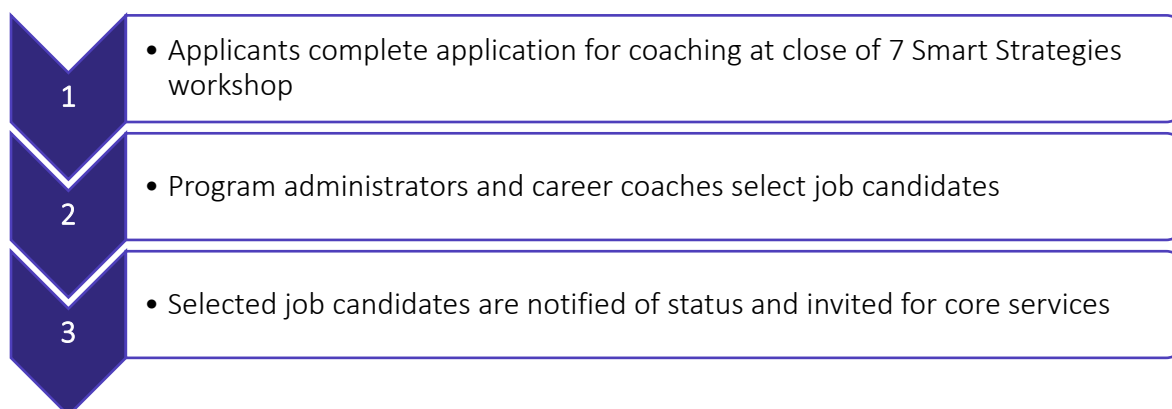 1
• Applicants complete application for coaching at close of 7 Smart Strategies
workshop
2
• Program administrators and career coaches select job candidates
3
• Selected job candidates are notified of status and invited for core services